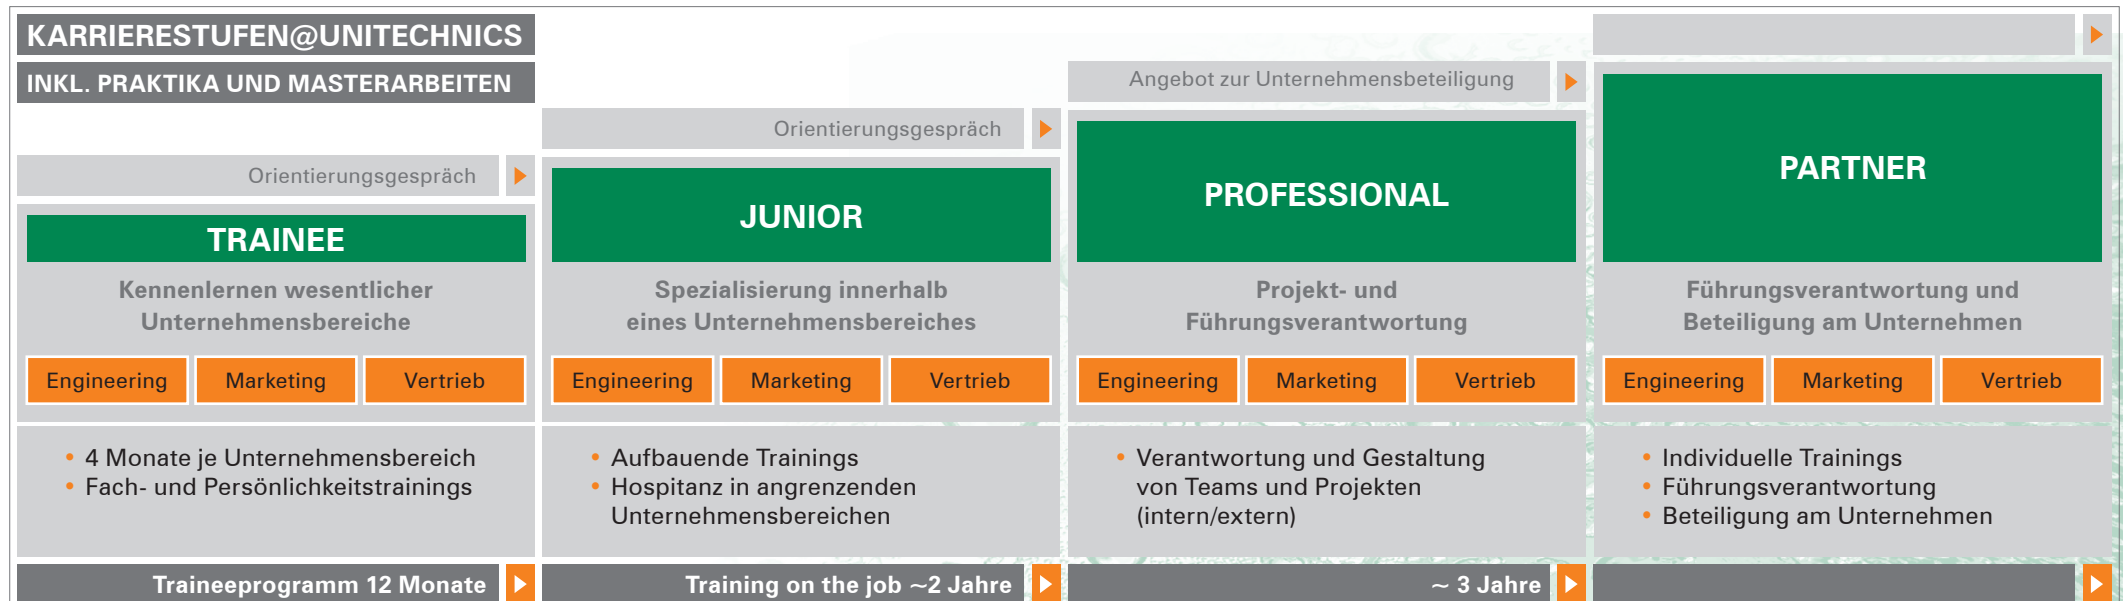 KARRIERESTUFEN@UNITECHNICS
INKL. PRAKTIKA UND MASTERARBEITEN
Orientierungsgespräch
TRAINEE
Kennenlernen wesentlicher
Unternehmensbereiche
Engineering
Marketing
Vertrieb
• 4 Monate je Unternehmensbereich
• Fach- und Persönlichkeitstrainings
Traineeprogramm 12 Monate
Orientierungsgespräch
JUNIOR
Spezialisierung innerhalb
eines Unternehmensbereiches
Engineering
Marketing
Vertrieb
• Aufbauende Trainings
• Hospitanz in angrenzenden
Unternehmensbereichen
Training on the job ~2 Jahre
Angebot zur Unternehmensbeteiligung
PROFESSIONAL
Projekt- und
Führungsverantwortung
Engineering
Marketing
Vertrieb
• Verantwortung und Gestaltung
von Teams und Projekten
(intern/extern)
~ 3 Jahre
PARTNER
Führungsverantwortung und
Beteiligung am Unternehmen
Engineering
Marketing
Vertrieb
• Individuelle Trainings
• Führungsverantwortung
• Beteiligung am Unternehmen